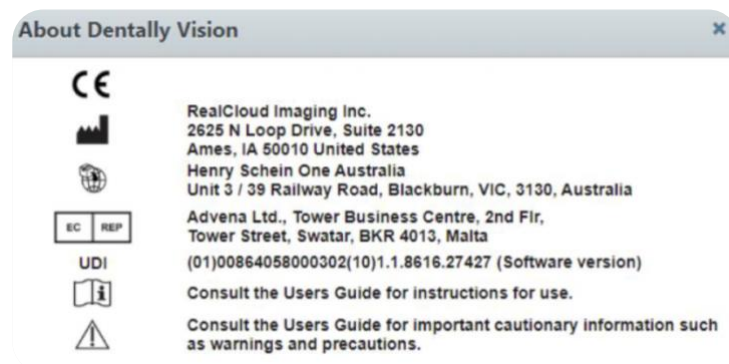 About Dentally Vision
CE
RealCloud Imaging Inc.
2625 N Loop Drive, Suite 2130
Ames, IA 50010 United States
Henry Schein One Australia
Unit 3 / 39 Railway Road, Blackburn, VIC, 3130, Australia
EC REP
Advena Ltd., Tower Business Centre, 2nd Flr,
Tower Street, Swatar, BKR 4013, Malta
UDI
(01)00864058000302(10)1.1.8616.27427 (Software version)
Consult the Users Guide for instructions for use.
Consult the Users Guide for important cautionary information such
as warnings and precautions.